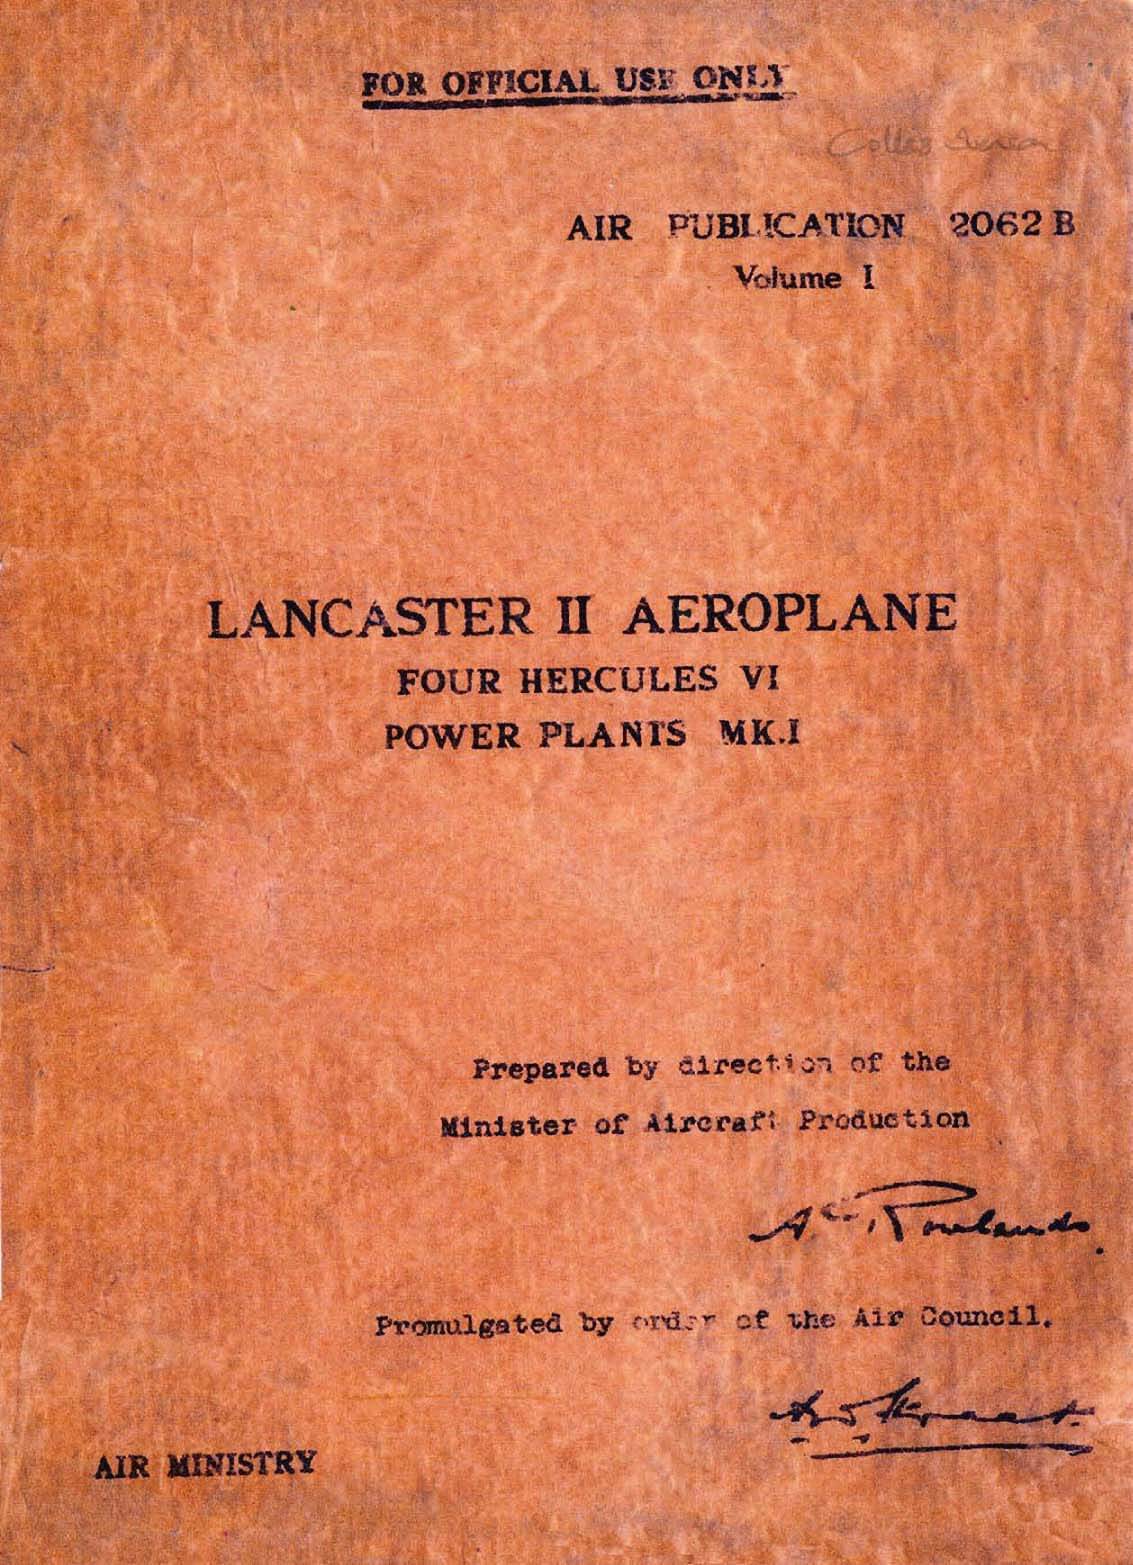 FOR OFFICIAL USE ONLY
AIR PUBLICATION 2062 B
Volume I
LANCASTER II AEROPLANE
FOUR HERCULES VI
POWER PLANTS MK.I
Prepared by direction of the
Minister of Aircraft Production
Rowlands
Promulgated by order of the Air Council.
AIR MINISTRY